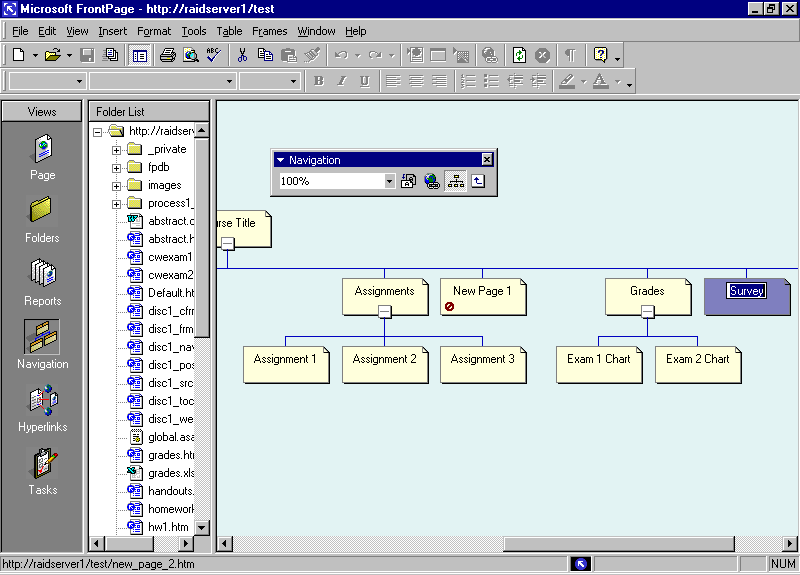 Microsoft FrontPage - http://raidserver1/test
File Edit View Insert Format Tools Table Frames Window Help
B I U A
Views
Folder List
Page
Folders
Reports
Navigation
Hyperlinks
Tasks
http://raidserv
_private
fpdb
images
process1_
abstract.c
abstract.h
cwexam1
cwexam2
Default.ht
disc1_cfrm
disc1_frm
disc1_nav
disc1_pos
disc1_src
disc1_toc
disc1_we
global.asa
grades.htm
grades.xls
handouts.
homework
hw1.htm
Navigation
100%
rse Title
Assignments
New Page 1
Grades
Survey
Assignment 1
Assignment 2
Assignment 3
Exam 1 Chart
Exam 2 Chart
http://raidserver1/test/new_page_2.htm
NUM